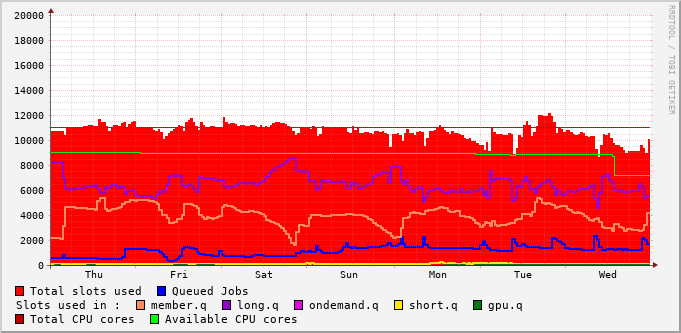 20000
18000
16000
14000
12000
10000
8000
6000
4000
2000
0
Thu Fri Sat Sun Mon Tue Wed
RRDTOOL / TOBI OETIKER
Total slots used Queued Jobs
Slots used in : member.q long.q ondemand.q short.q gpu.q
Total CPU cores Available CPU cores